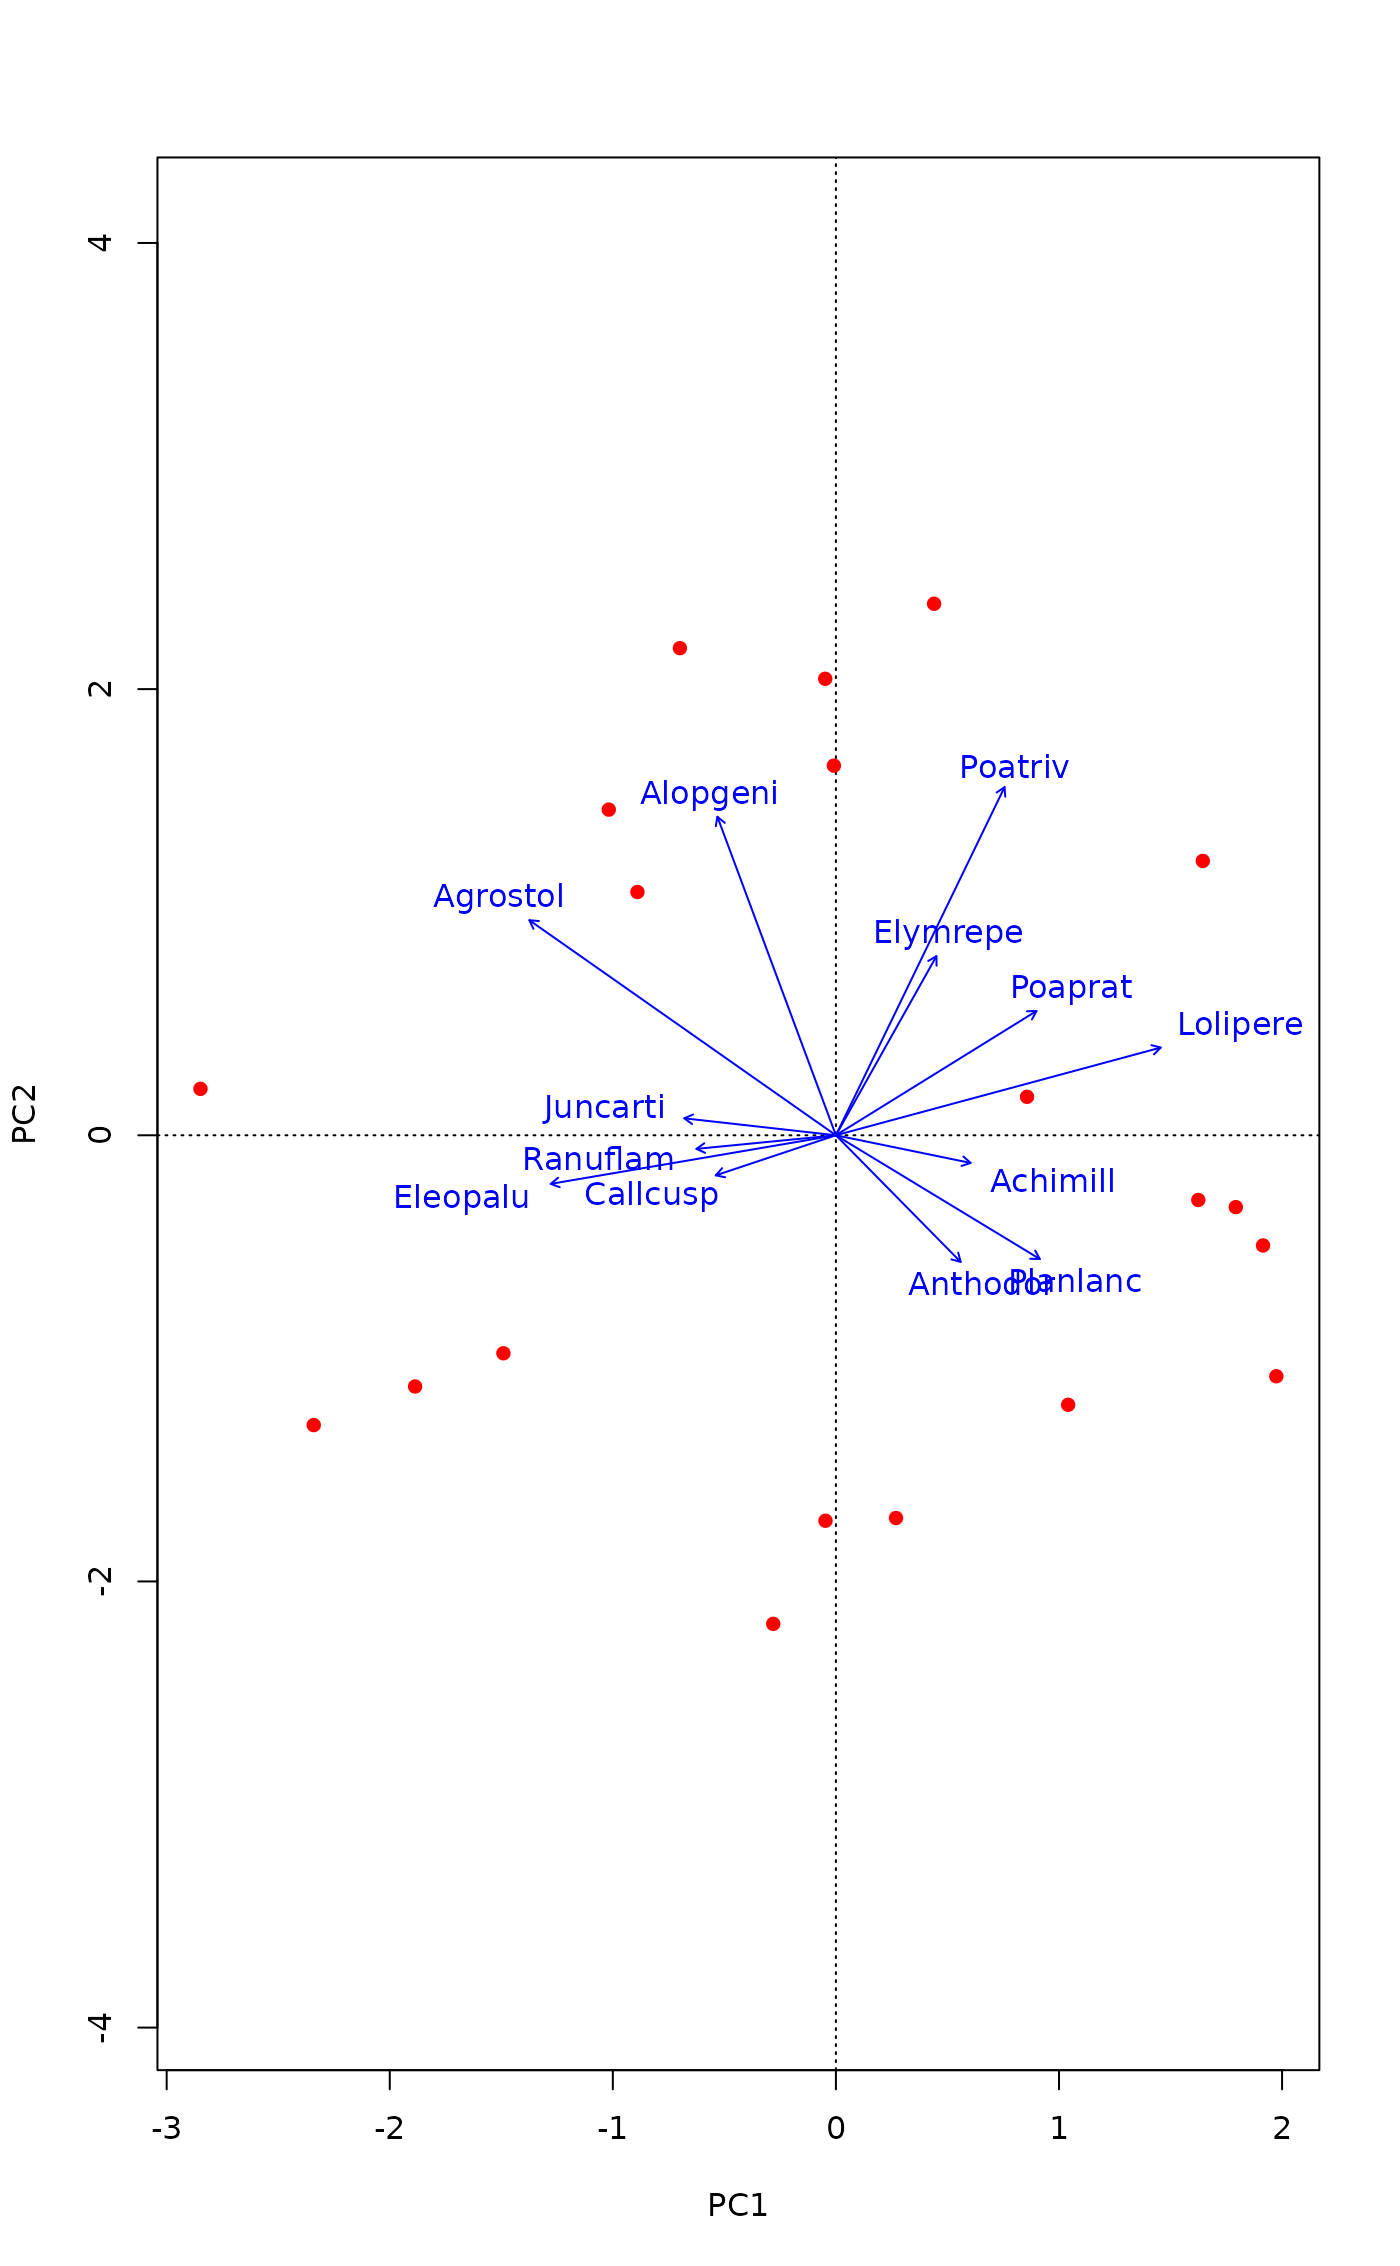 4
2
0
-2
-4
PC2
Poatriv
Alopgeni
Agrostol
Elymrepe
Poaprat
Lolipere
Juncarti
Ranuflam
Achimill
Eleopalu
Callcusp
Anthodor
Planlanc
-3 -2 -1 0 1 2
PC1